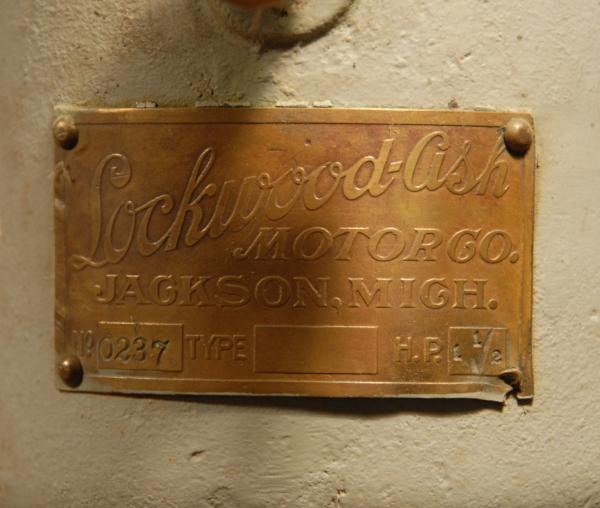 Lockwood-Ash
MOTOR CO.
JACKSON, MICH.
No 0237 TYPE H.P. 1 1/2